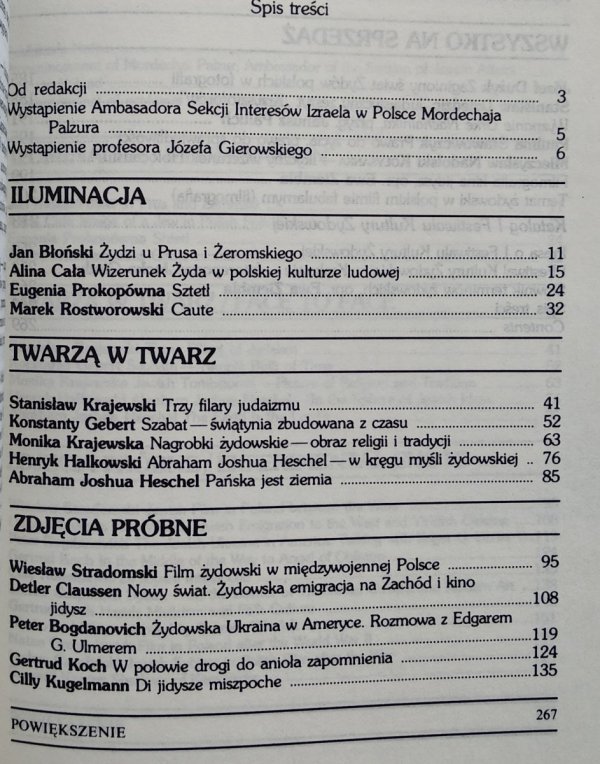 Spis treści
Od redakcji 3
Wystąpienie Ambasadora Sekcji Interesów Izraela w Polsce Mordechaja
Palzura 5
Wystąpienie profesora Józefa Gierowskiego 6
ILUMINACJA
Jan Błoński Żydzi u Prusa i Żeromskiego 11
Alina Cała Wizerunek Żyda w polskiej kulturze ludowej 15
Eugenia Prokopówna Sztetl 24
Marek Rostworowski Caute 32
TWARZĄ W TWARZ
Stanisław Krajewski Trzy filary judaizmu 41
Konstanty Gebert Szabat — świątynia zbudowana z czasu 52
Monika Krajewska Nagrobki żydowskie — obraz religii i tradycji 63
Henryk Halkowski Abraham Joshua Heschel — w kręgu myśli żydowskiej .. 76
Abraham Joshua Heschel Pańska jest ziemia 85
ZDJĘCIA PRÓBNE
Wiesław Stradomski Film żydowski w międzywojennej Polsce 95
Detler Claussen Nowy świat. Żydowska emigracja na Zachód i kino
jidysz 108
Peter Bogdanovich Żydowska Ukraina w Ameryce. Rozmowa z Edgarem
G. Ulmerem 119
Gertrud Koch W połowie drogi do anioła zapomnienia 124
Cilly Kugelmann Di jidysze miszpoche 135
POWIĘKSZENIE 267